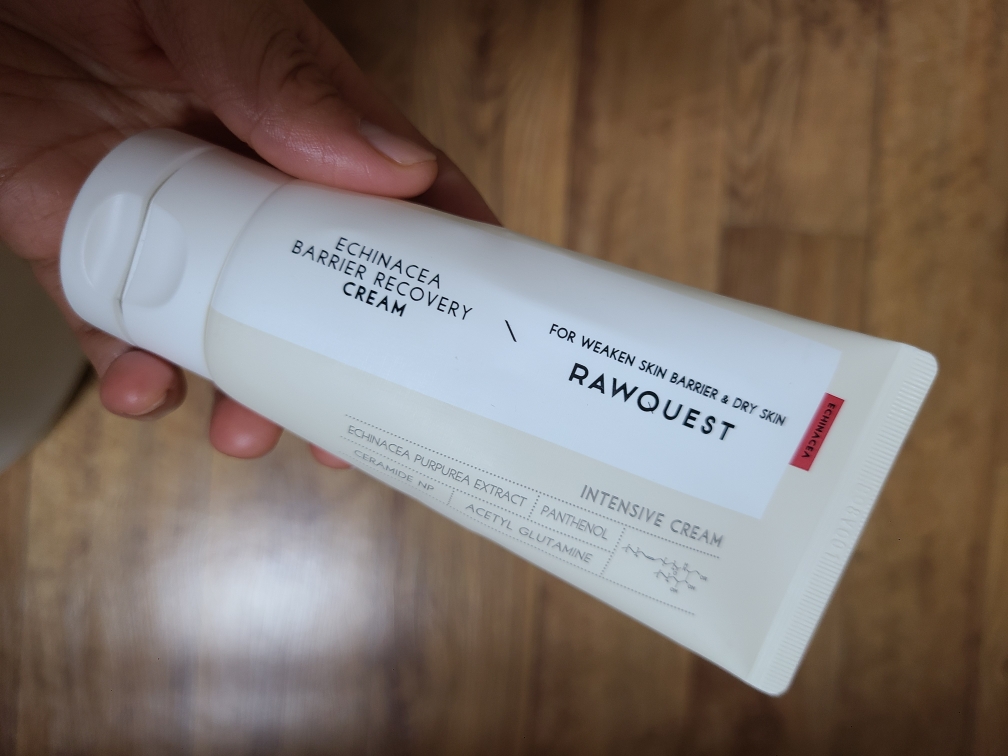 ECHINACEA
BARRIER RECOVERY
CREAM
\
FOR WEAKEN SKIN BARRIER & DRY SKIN
RAWQUEST
ECHINACEA
INTENSIVE CREAM
ECHINACEA PURPUREA EXTRACT
PANTHENOL
CERAMIDE NP
ACETYL GLUTAMINE